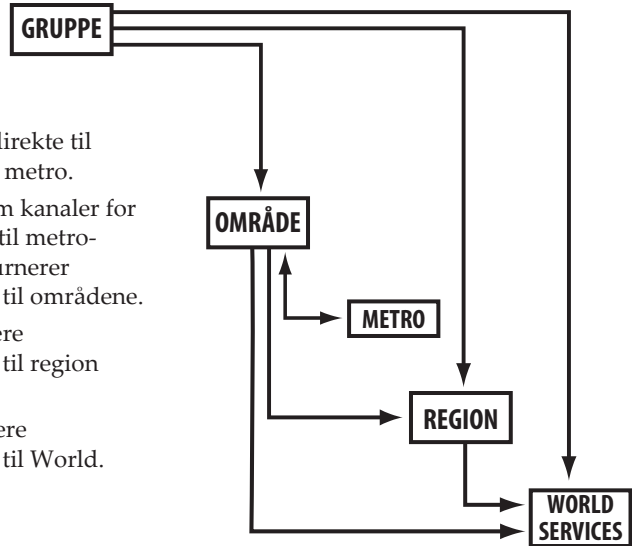 GRUPPE
direkte til
metro.
m kanaler for
til metro-
urnerer
til områdene.
ere
til region
ere
til World.
OMRÅDE
METRO
REGION
WORLD
SERVICES